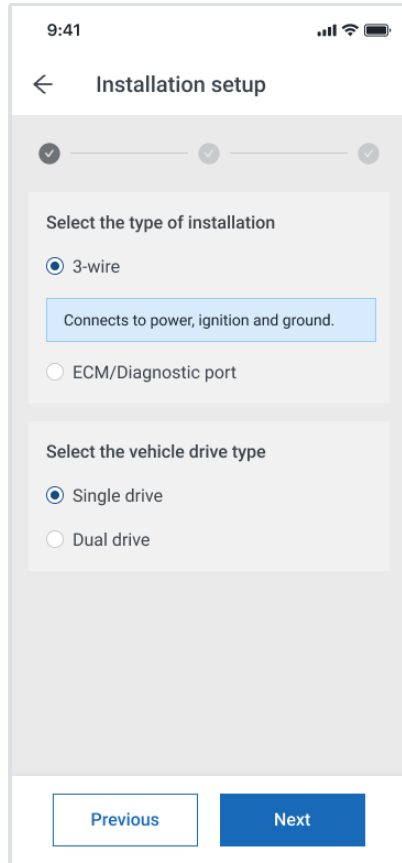 9:41
Installation setup
Select the type of installation
3-wire
Connects to power, ignition and ground.
ECM/Diagnostic port
Select the vehicle drive type
Single drive
Dual drive
Previous
Next